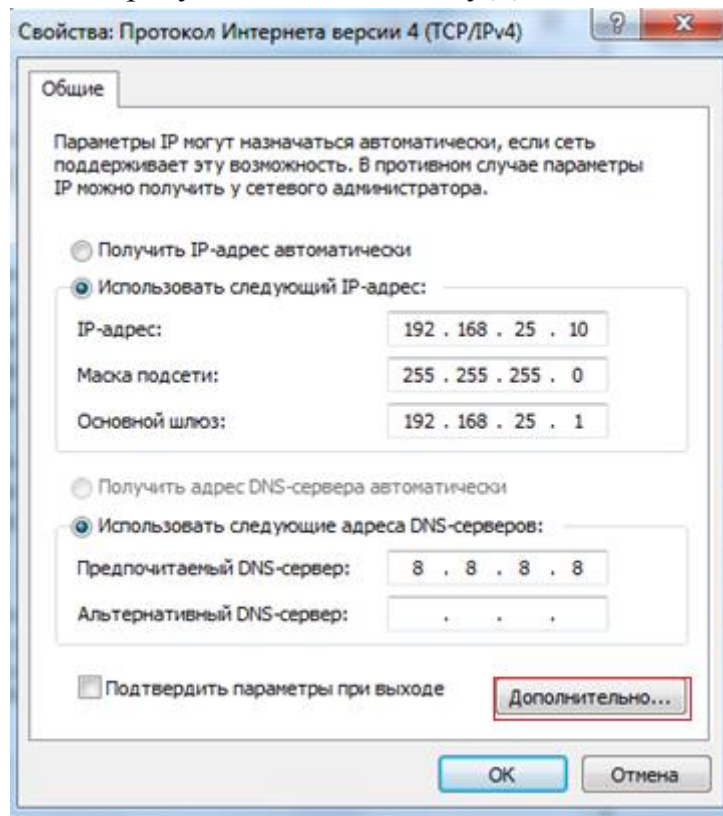 Свойства: Протокол Интернета версии 4 (TCP/IPv4)
?
X
Общие
Параметры IP могут назначаться автоматически, если сеть
поддерживает эту возможность. В противном случае параметры
IP можно получить у сетевого администратора.
Получить IP-адрес автоматически
Использовать следующий IP-адрес:
IP-адрес: 192 . 168 . 25 . 10
Маска подсети: 255 . 255 . 255 . 0
Основной шлюз: 192 . 168 . 25 . 1
Получить адрес DNS-сервера автоматически
Использовать следующие адреса DNS-серверов:
Предпочитаемый DNS-сервер: 8 . 8 . 8 . 8
Альтернативный DNS-сервер: . . .
Подтвердить параметры при выходе
Дополнительно...
ОК
Отмена